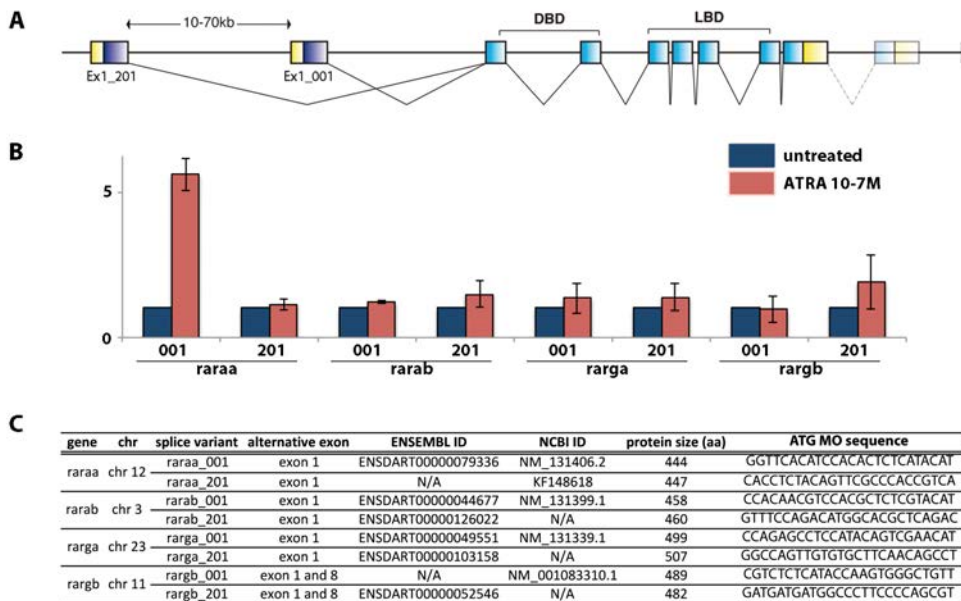 A
10-70kb
DBD
LBD
Ex1_201
Ex1_001
B
untreated
ATRA 10-7M
5
0
001 201 001 201 001 201 001 201
raraa rarab rarga rargb
C
gene chr splice variant alternative exon ENSEMBL ID NCBI ID protein size (aa) ATG MO sequence
raraa chr 12 raraa_001 exon 1 ENSDART00000079336 NM_131406.2 444 GGTTCACATCCACACTCTCATACAT
raraa_201 exon 1 N/A KF148618 447 CACCTCTACAGTTCGCCCACCGTCA
rarab chr 3 rarab_001 exon 1 ENSDART00000044677 NM_131399.1 458 CCACAACGTCCACGCTCTCGTACAT
rarab_201 exon 1 ENSDART00000126022 N/A 460 GTTTCCAGACATGGCACGCTCAGAC
rarga chr 23 rarga_001 exon 1 ENSDART00000049551 NM_131339.1 499 CCAGAGCCTCCATACAGTCGAACAT
rarga_201 exon 1 ENSDART00000103158 N/A 507 GGCCAGTTGTGTGCTTCAACAGCCT
rargb chr 11 rargb_001 exon 1 and 8 N/A NM_001083310.1 489 CGTCTCTCATACCAAGTGGGCTGTT
rargb_201 exon 1 and 8 ENSDART00000052546 N/A 482 GATGATGATGGCCCTTCCCCAGCGT